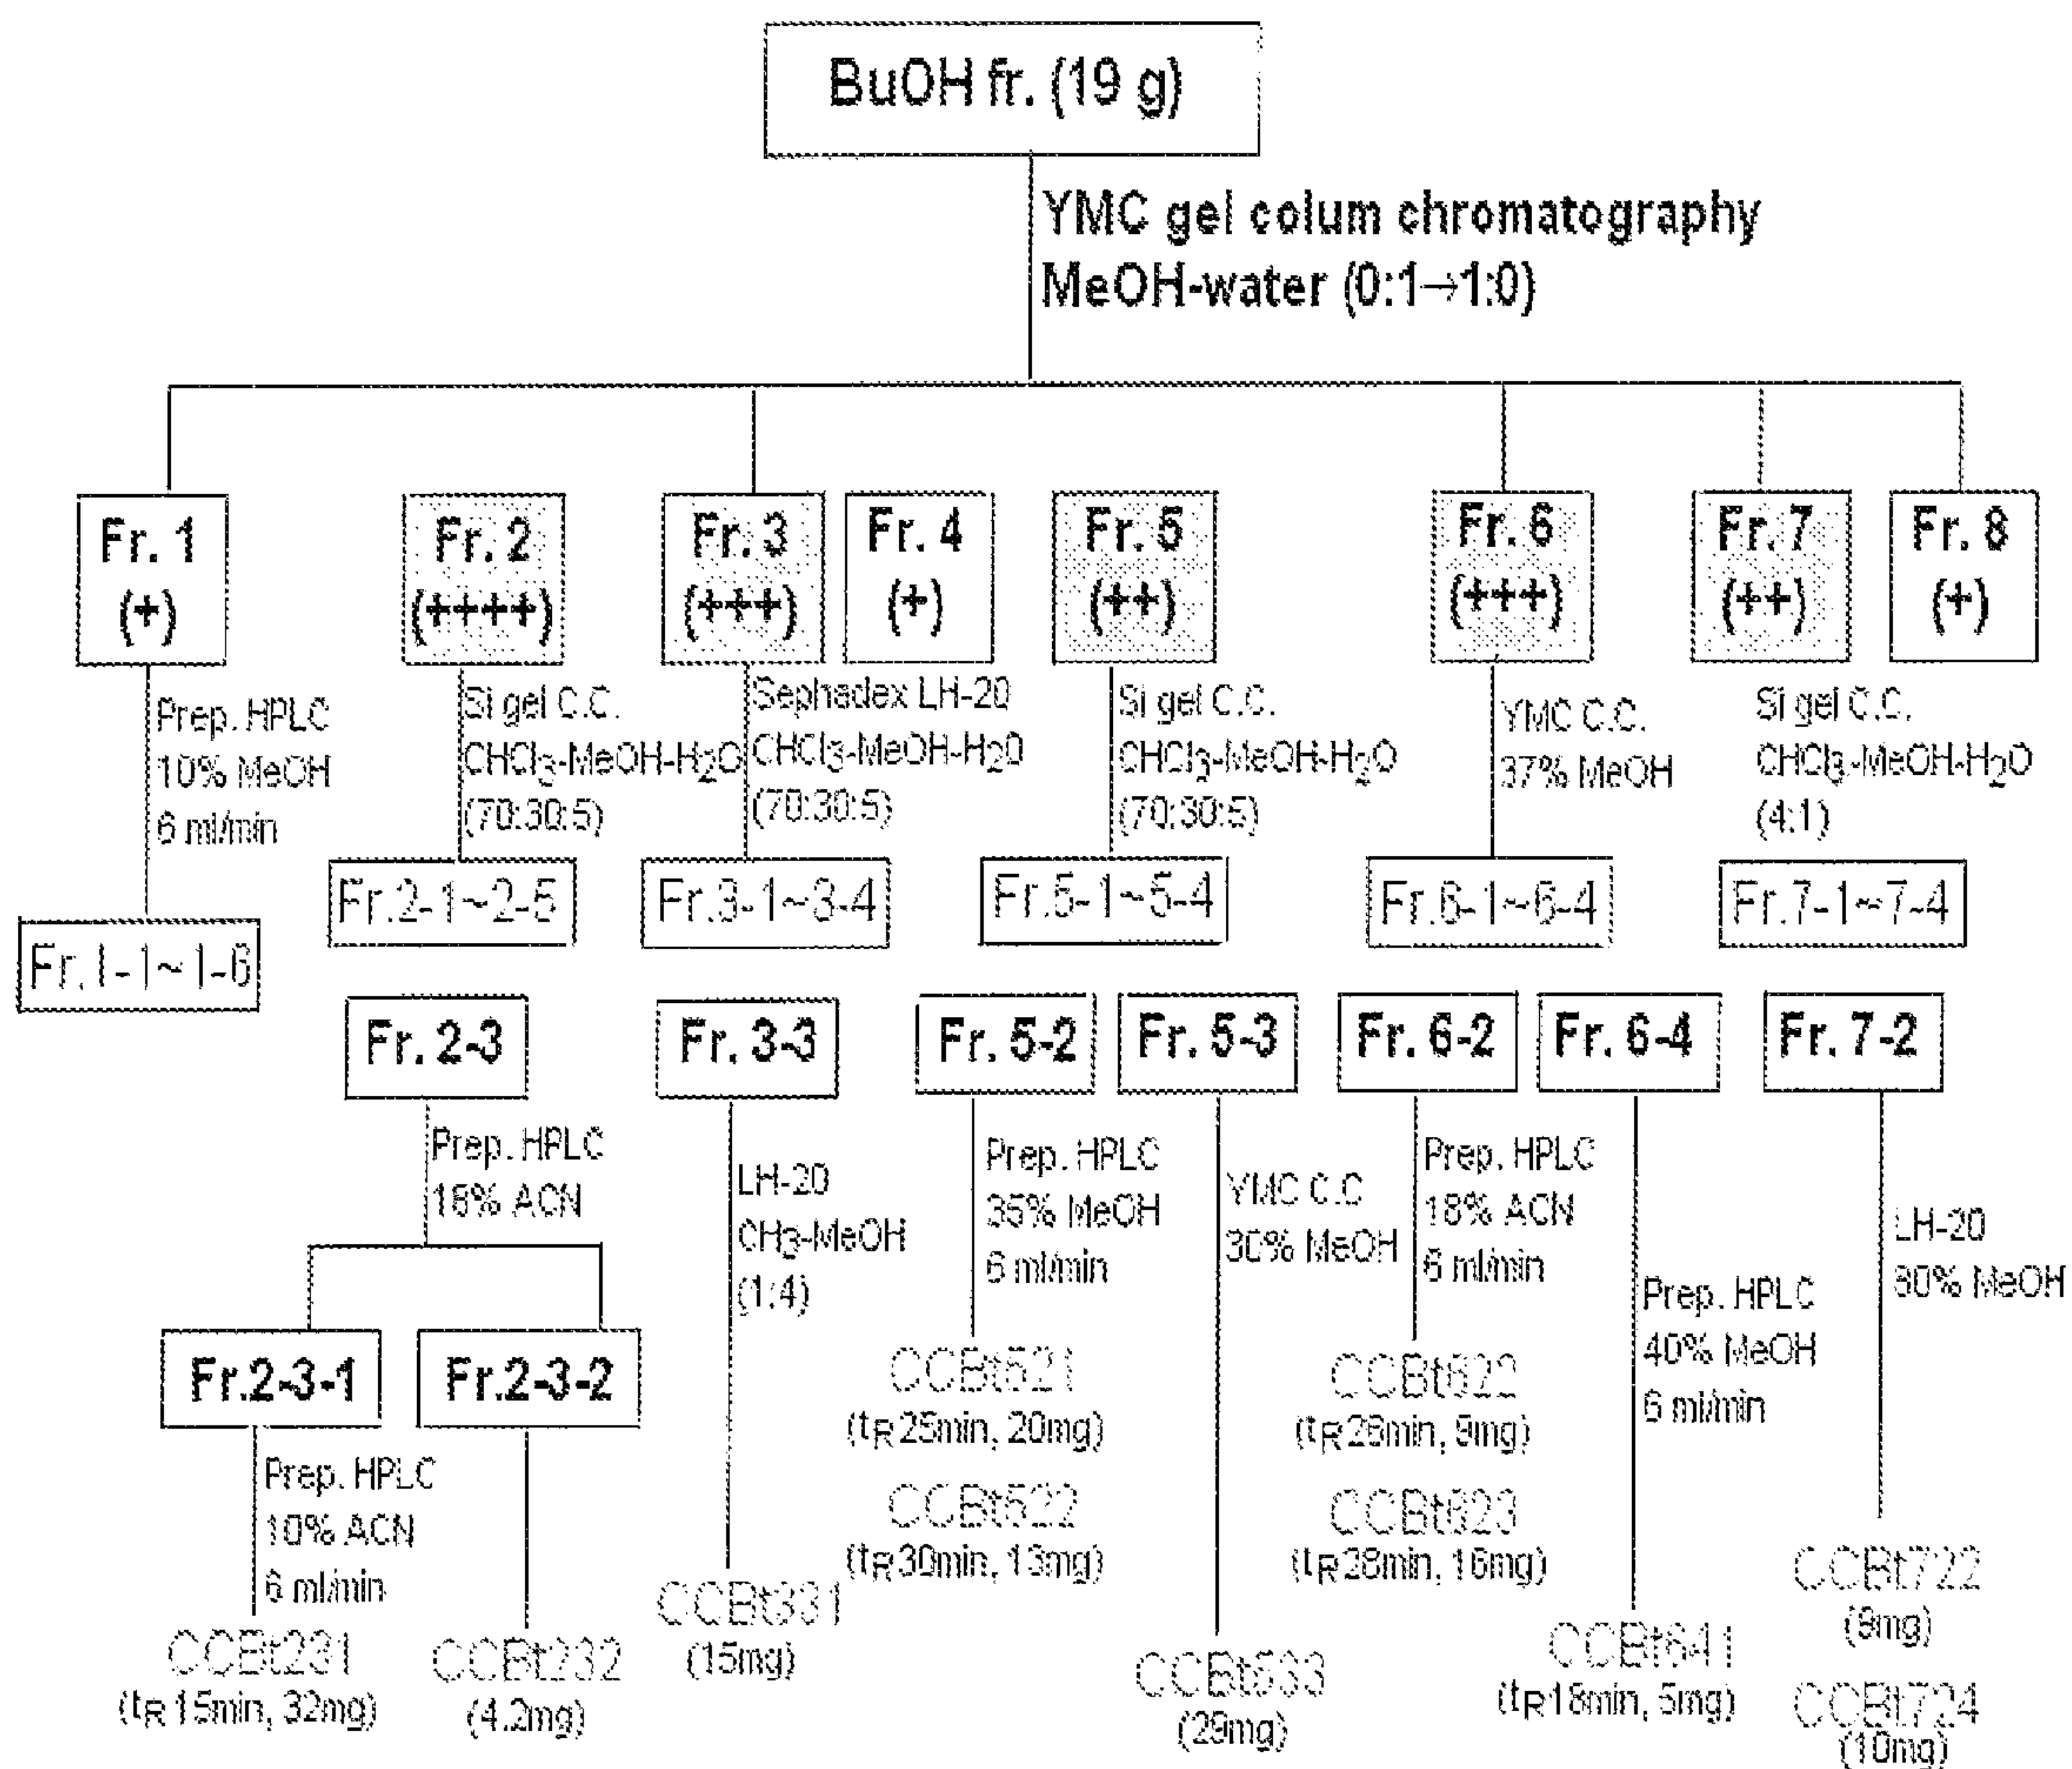 BuOH fr. (19 g)
YMC gel colum chromatography
MeOH-water (0:1→1:0)
Fr. 1
(+)
Fr. 2
(++++)
Fr. 3
(+++)
Fr. 4
(+)
Fr. 5
(++)
Fr. 6
(+++)
Fr. 7
(++)
Fr. 8
(+)
Prep. HPLC
10% MeOH
6 ml/min
Si gel C.C.
CHCl3-MeOH-H2O
(70:30:5)
Sephadex LH-20
CHCl3-MeOH-H2O
(70:30:5)
Si gel C.C.
CHCl3-MeOH-H2O
(70:30:5)
YMC C.C.
37% MeOH
Si gel C.C.
CHCl3-MeOH-H2O
(4:1)
Fr.1-1~1-6
Fr.2-1~2-5
Fr.3-1~3-4
Fr.5-1~5-4
Fr.6-1~6-4
Fr.7-1~7-4
Fr. 2-3
Fr. 3-3
Fr. 5-2
Fr. 5-3
Fr. 6-2
Fr. 6-4
Fr. 7-2
Prep. HPLC
ACN
LH-20
CH3-MeOH
(1:4)
Prep. HPLC
35% MeOH
6 ml/min
YMC C.C
30% MeOH
Prep. HPLC
18% ACN
6 ml/min
Prep. HPLC
40% MeOH
6 ml/min
LH-20
MeOH
Fr.2-3-1
Fr.2-3-2
Prep. HPLC
10% ACN
6 ml/min
CCBt231
(tR 15min, 32mg)
CCBt232
(4.2mg)
CCBt331
(15mg)
CCBt521
(tR 25min, 20mg)
CCBt522
(tR 30min, 13mg)
CCBt533
(29mg)
CCBt622
(tR 26min, 9mg)
CCBt623
(tR 28min, 16mg)
CCBt641
(tR 18min, 5mg)
CCBt722
(9mg)
CCBt724
(10mg)